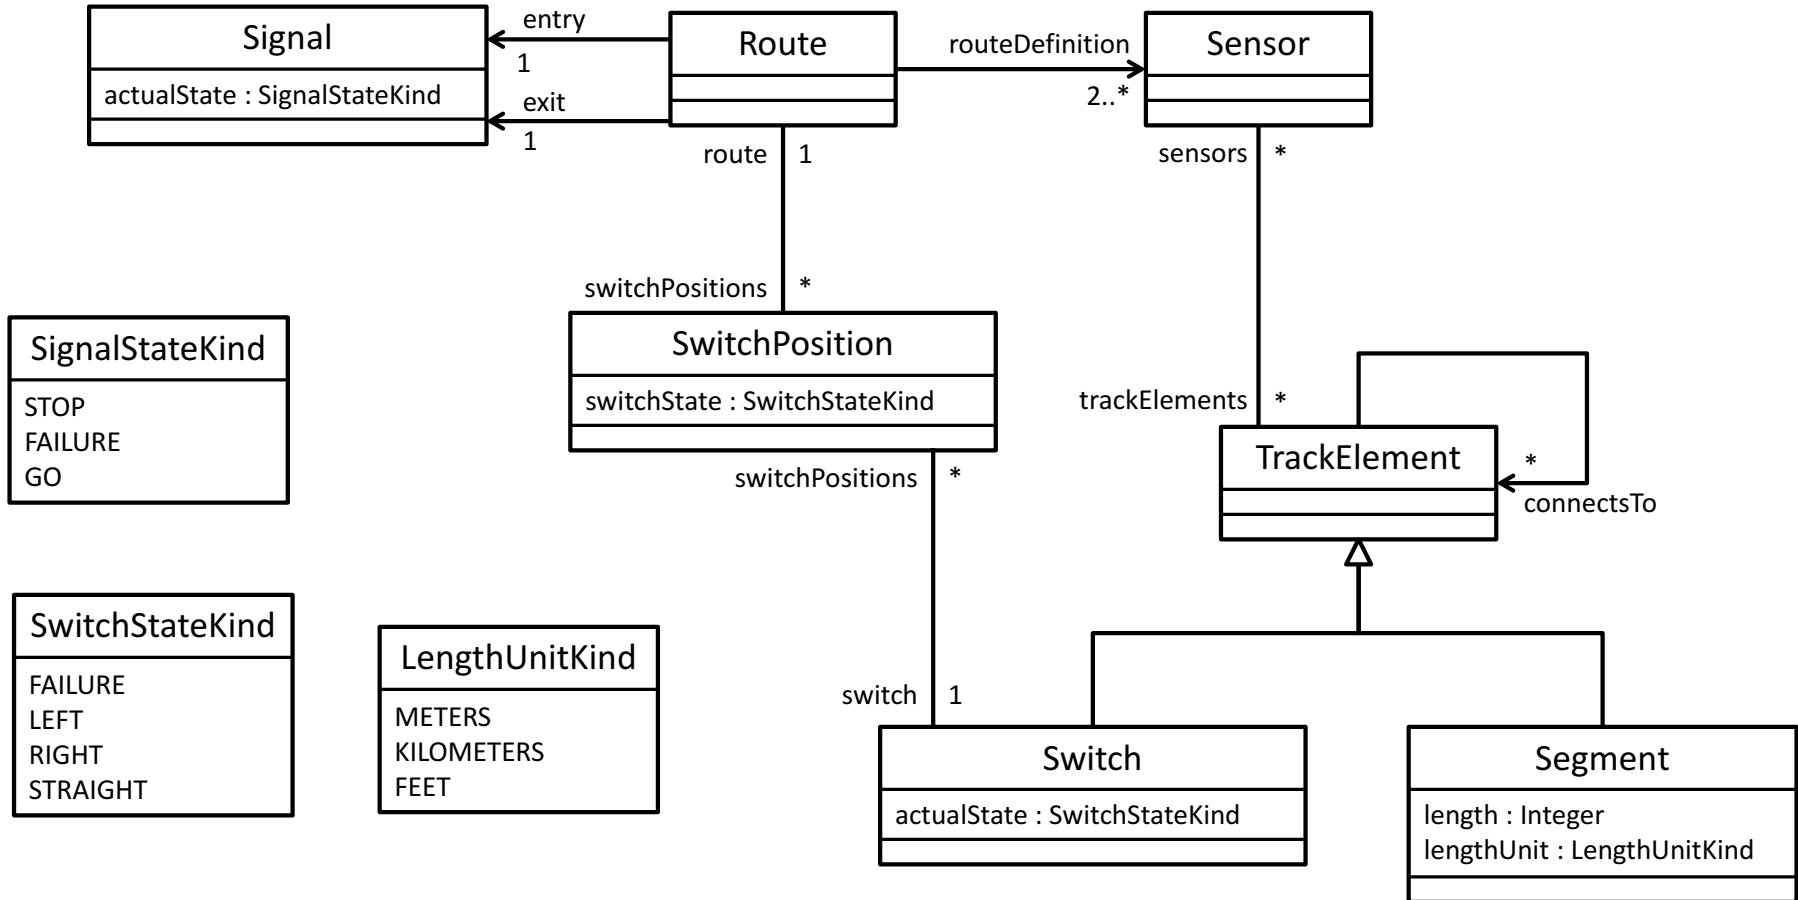 Signal
actualState : SignalStateKind
entry
1
exit
1
Route
routeDefinition
2..*
Sensor
route
1
sensors
*
switchPositions
*
SwitchPosition
switchState : SwitchStateKind
switchPositions
*
trackElements
*
TrackElement
*
connectsTo
SignalStateKind
STOP
FAILURE
GO
SwitchStateKind
FAILURE
LEFT
RIGHT
STRAIGHT
LengthUnitKind
METERS
KILOMETERS
FEET
switch
1
Switch
actualState : SwitchStateKind
Segment
length : Integer
lengthUnit : LengthUnitKind